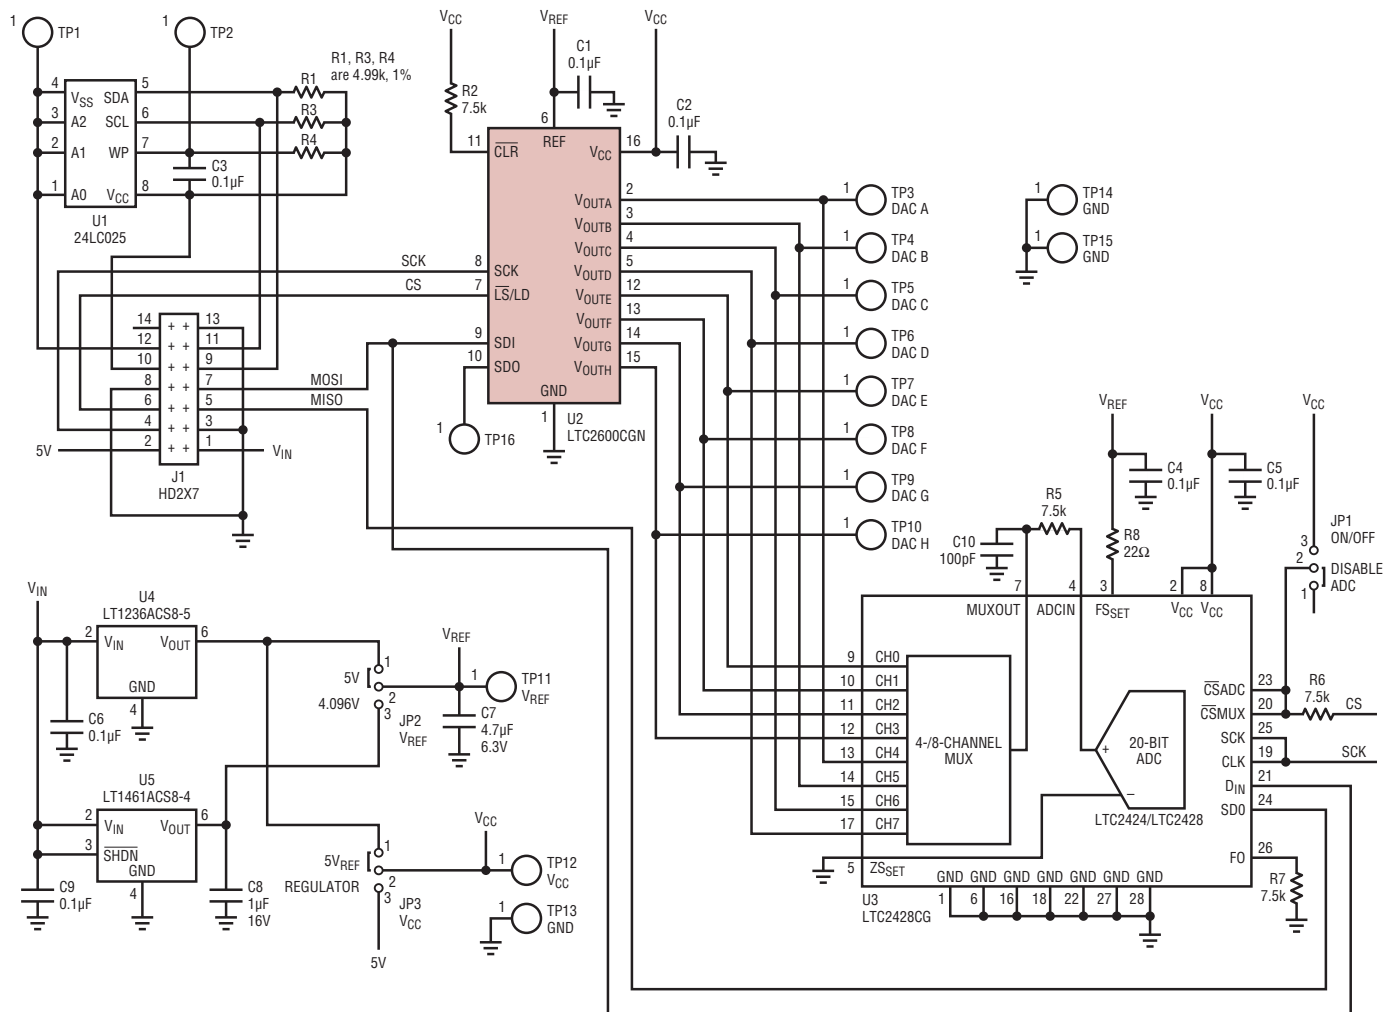 1
TP1
1
TP2
R1, R3, R4
are 4.99k, 1%
4
VSS
SDA
5
R1
3
A2
SCL
6
R3
2
A1
WP
7
R4
1
A0
VCC
8
C3
0.1µF
U1
24LC025
VCC
R2
7.5k
VREF
C1
0.1µF
VCC
C2
0.1µF
6
REF
11
CLR
VCC
16
VOUTA
2
VOUTB
3
VOUTC
4
SCK
8
SCK
VOUTD
5
CS
7
LS/LD
VOUTE
12
VOUTF
13
9
SDI
VOUTG
14
10
SDO
VOUTH
15
GND
1
U2
LTC2600CGN
1
TP16
14
+ +
13
12
+ +
11
10
+ +
9
8
+ +
7
MOSI
6
+ +
5
MISO
4
+ +
3
5V
2
+ +
1
VIN
J1
HD2X7
1
TP3
DAC A
1
TP4
DAC B
1
TP5
DAC C
1
TP6
DAC D
1
TP7
DAC E
1
TP8
DAC F
1
TP9
DAC G
1
TP10
DAC H
1
TP14
GND
1
TP15
GND
VREF
C4
0.1µF
R8
22Ω
VCC
C5
0.1µF
VCC
JP1
ON/OFF
3
2
DISABLE
ADC
1
R5
7.5k
C10
100pF
7
4
3
2
8
MUXOUT
ADCIN
FSSET
VCC
VCC
9
CH0
10
CH1
11
CH2
12
CH3
13
CH4
14
CH5
15
CH6
17
CH7
4-/8-CHANNEL
MUX
+
20-BIT
ADC
−
LTC2424/LTC2428
CSADC
23
CSMUX
20
R6
7.5k
CS
SCK
25
CLK
19
SCK
DIN
21
SD0
24
FO
26
R7
7.5k
5
ZSSET
GND GND GND GND GND GND GND
1
6
16
18
22
27
28
U3
LTC2428CG
VIN
U4
LT1236ACS8-5
2
VIN
VOUT
6
GND
4
C6
0.1µF
5V
1
2
4.096V
3
JP2
VREF
VREF
1
TP11
VREF
C7
4.7µF
6.3V
U5
LT1461ACS8-4
2
VIN
VOUT
6
3
SHDN
GND
4
C9
0.1µF
C8
1µF
16V
5VREF
1
2
REGULATOR
3
JP3
VCC
5V
VCC
1
TP12
VCC
1
TP13
GND